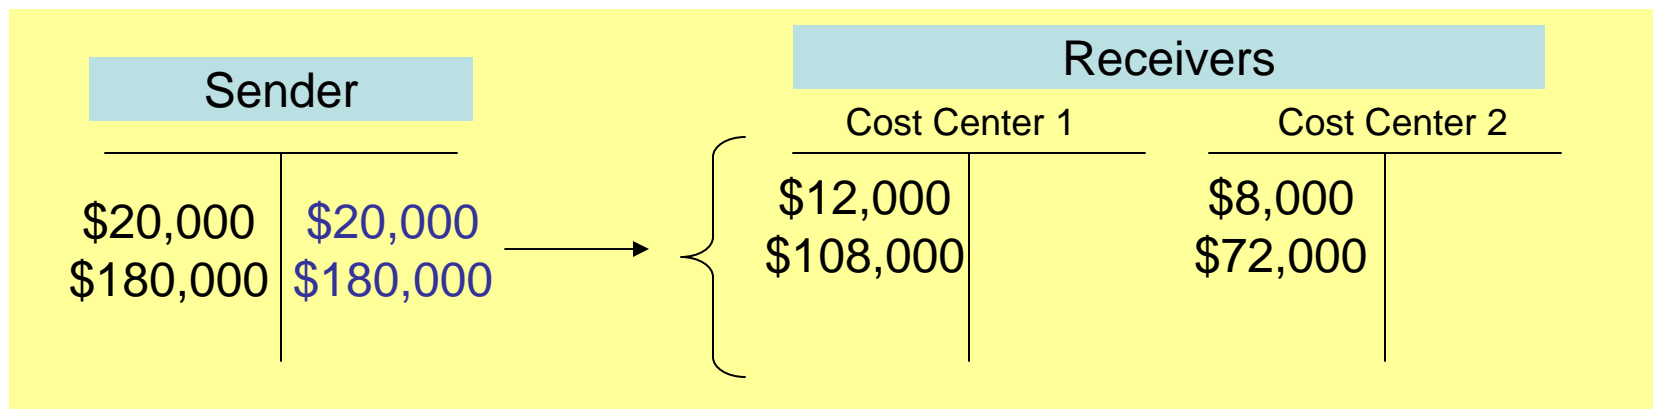 Sender
$20,000 $20,000
$180,000 $180,000
Receivers
Cost Center 1
$12,000
$108,000
Cost Center 2
$8,000
$72,000